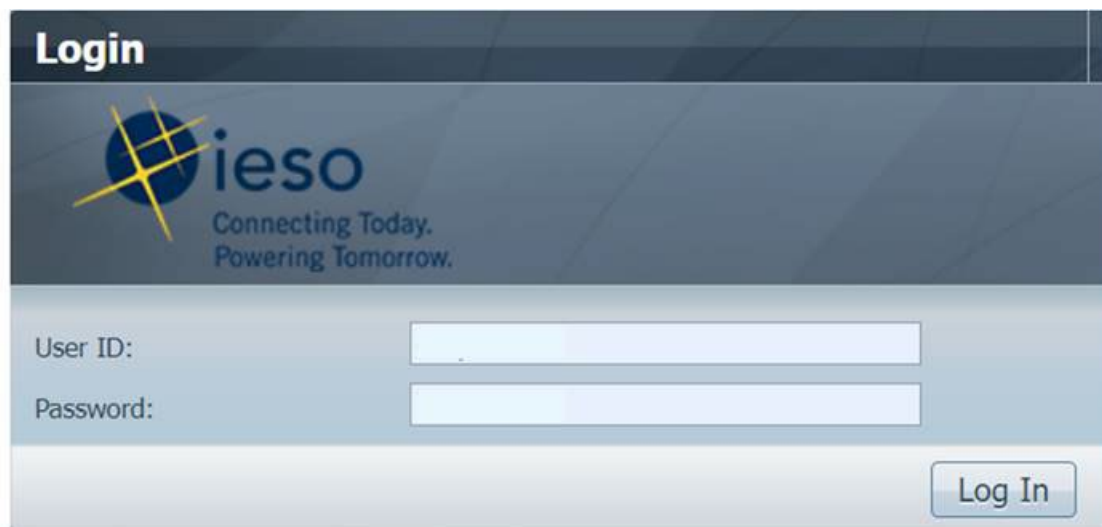 Login
ieso
Connecting Today.
Powering Tomorrow.
User ID:
Password:
Log In